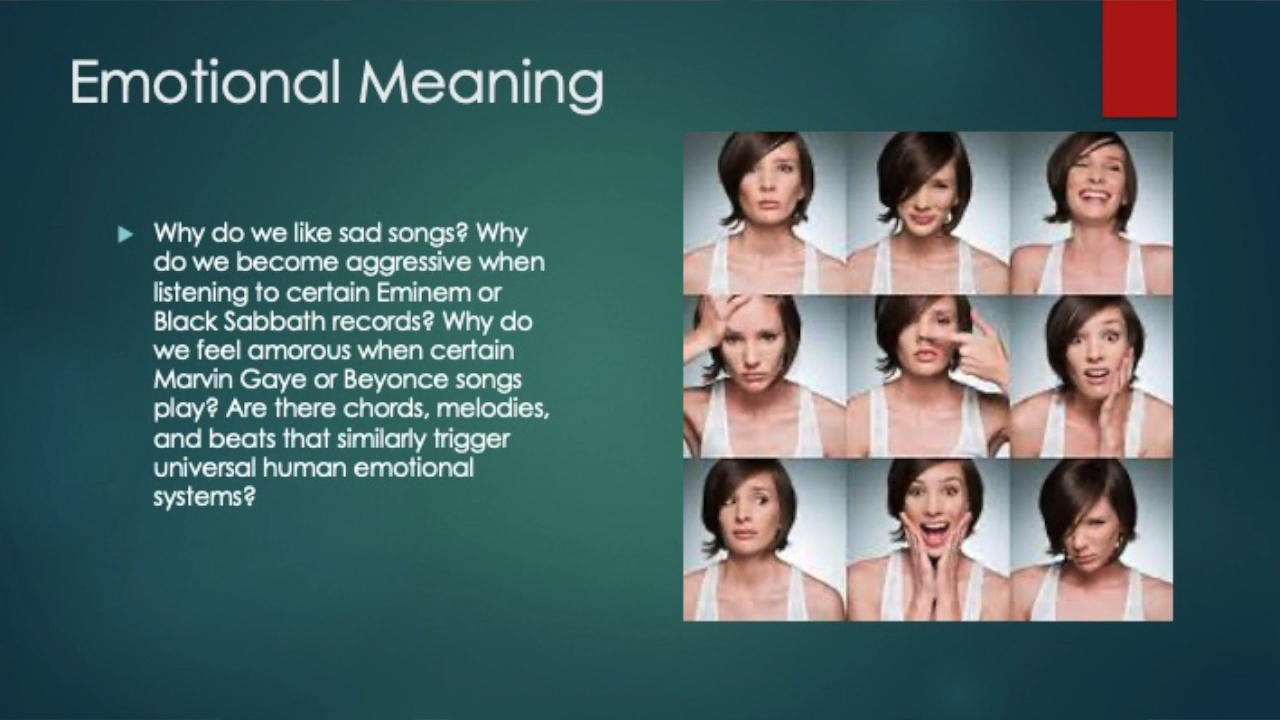 Emotional Meaning
Why do we like sad songs? Why
do we become aggressive when
listening to certain Eminem or
Black Sabbath records? Why do
we feel amorous when certain
Marvin Gaye or Beyonce songs
play? Are there chords, melodies,
and beats that similarly trigger
universal human emotional
systems?